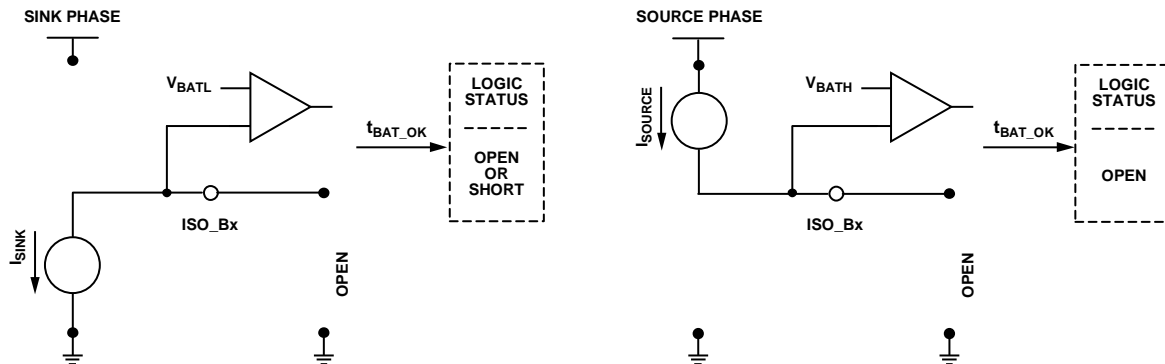 SINK PHASE
V_BATL
t_BAT_OK
LOGIC
STATUS
OPEN
OR
SHORT
ISO_Bx
I_SINK
OPEN
SOURCE PHASE
I_SOURCE
V_BATH
t_BAT_OK
LOGIC
STATUS
OPEN
ISO_Bx
OPEN